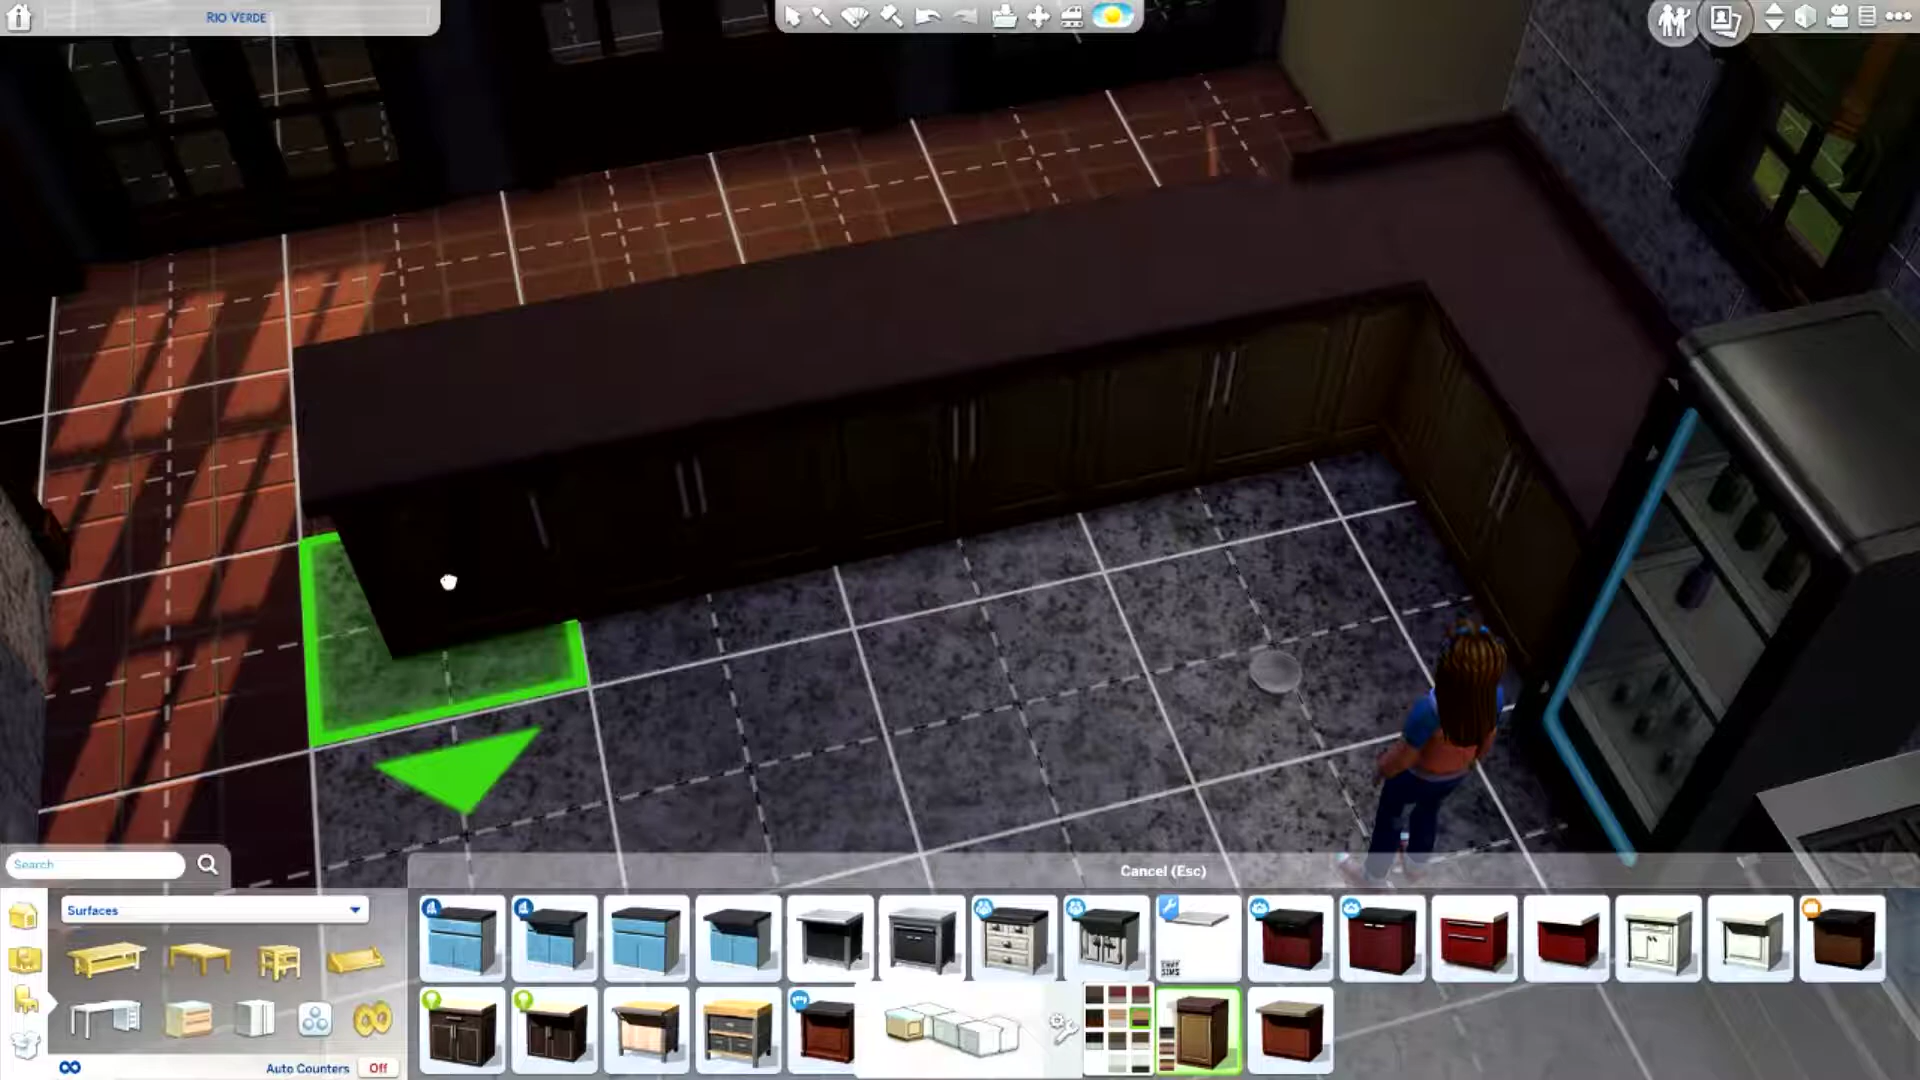 RIO VERDE
Cancel (Esc)
Search
Surfaces
Auto Counters Off